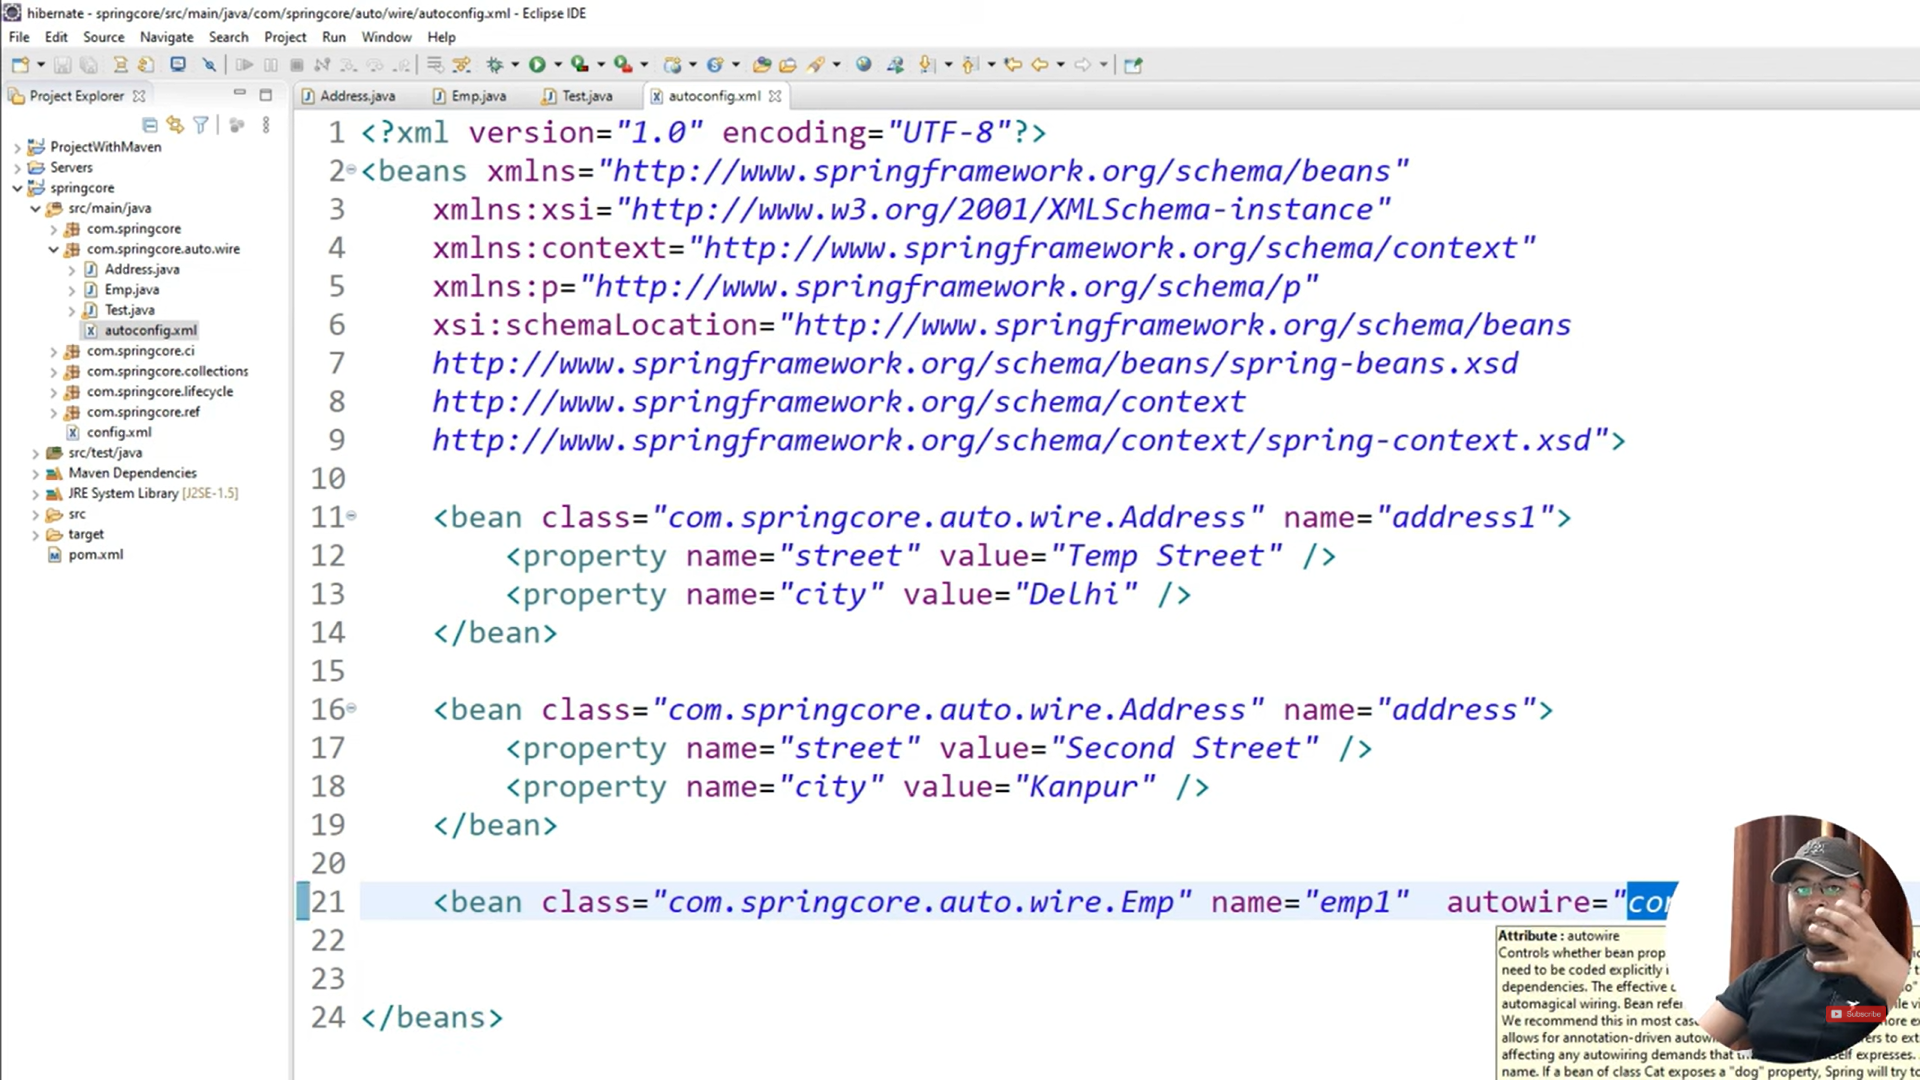 hibernate - springcore/src/main/java/com/springcore/auto/wire/autoconfig.xml - Eclipse IDE
File Edit Source Navigate Search Project Run Window Help
Project Explorer
Address.java Emp.java Test.java autoconfig.xml
ProjectWithMaven
Servers
springcore
src/main/java
com.springcore
com.springcore.auto.wire
Address.java
Emp.java
Test.java
autoconfig.xml
com.springcore.ci
com.springcore.collections
com.springcore.lifecycle
com.springcore.ref
config.xml
src/test/java
Maven Dependencies
JRE System Library [J2SE-1.5]
src
target
pom.xml
1 <?xml version="1.0" encoding="UTF-8"?>
2 <beans xmlns="http://www.springframework.org/schema/beans"
3 xmlns:xsi="http://www.w3.org/2001/XMLSchema-instance"
4 xmlns:context="http://www.springframework.org/schema/context"
5 xmlns:p="http://www.springframework.org/schema/p"
6 xsi:schemaLocation="http://www.springframework.org/schema/beans
7 http://www.springframework.org/schema/beans/spring-beans.xsd
8 http://www.springframework.org/schema/context
9 http://www.springframework.org/schema/context/spring-context.xsd">
10
11 <bean class="com.springcore.auto.wire.Address" name="address1">
12 <property name="street" value="Temp Street" />
13 <property name="city" value="Delhi" />
14 </bean>
15
16 <bean class="com.springcore.auto.wire.Address" name="address">
17 <property name="street" value="Second Street" />
18 <property name="city" value="Kanpur" />
19 </bean>
20
21 <bean class="com.springcore.auto.wire.Emp" name="emp1" autowire="con
22
23
24 </beans>
Attribute : autowire
Controls whether bean prop
need to be coded explicitly i
dependencies. The effective
automagical wiring. Bean refer
We recommend this in most cas
allows for annotation-driven autowi
affecting any autowiring demands that
name. If a bean of class Cat exposes a "dog" property, Spring will try to
Subscribe